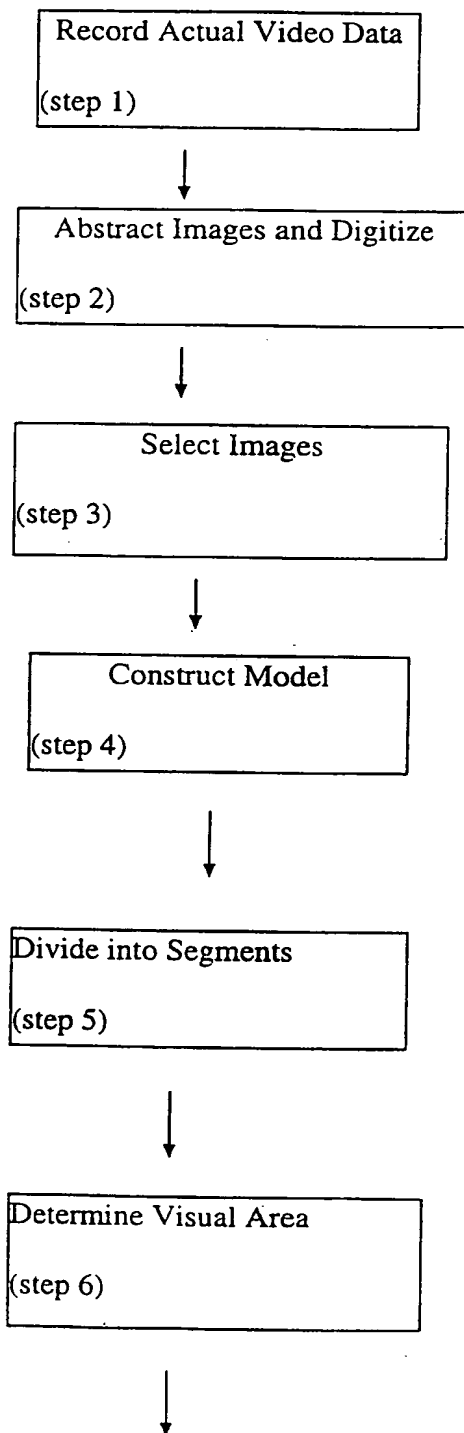 Record Actual Video Data
(step 1)
Abstract Images and Digitize
(step 2)
Select Images
(step 3)
Construct Model
(step 4)
Divide into Segments
(step 5)
Determine Visual Area
(step 6)